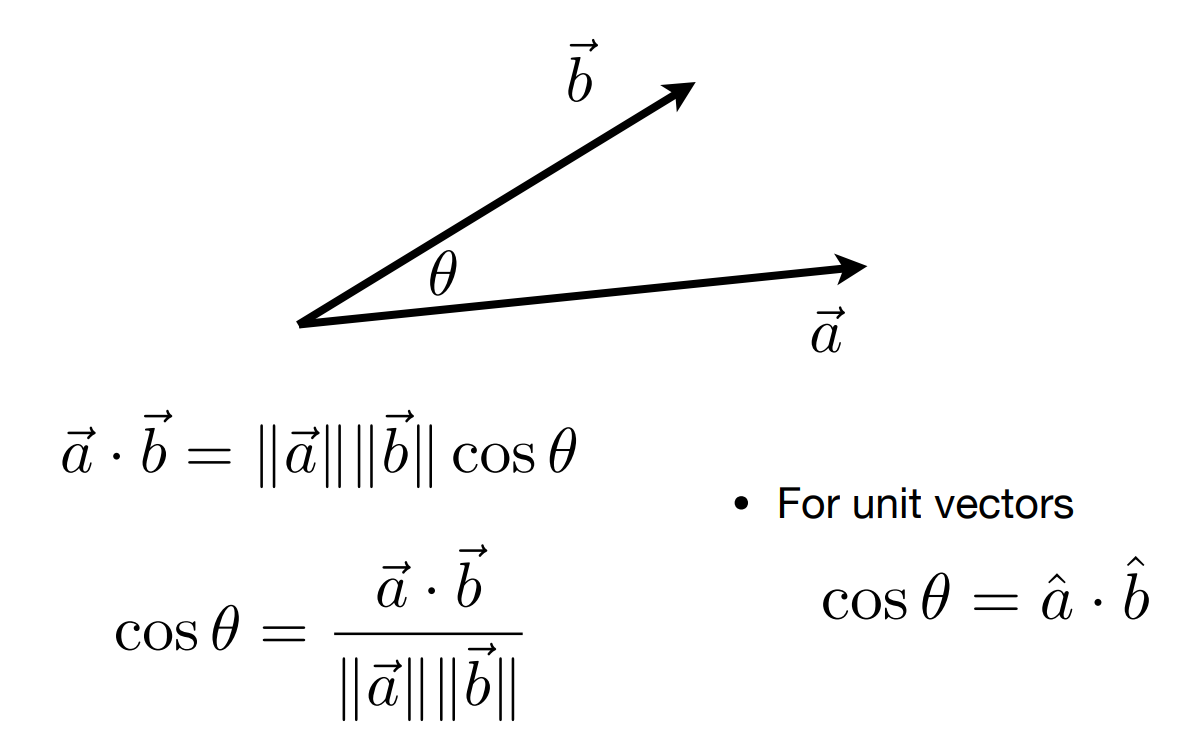 $\vec{b}$
$\theta$
$\vec{a}$
$\vec{a} \cdot \vec{b} = \|\vec{a}\| \|\vec{b}\| \cos \theta$
• For unit vectors
$\cos \theta = \frac{\vec{a} \cdot \vec{b}}{\|\vec{a}\| \|\vec{b}\|}$
$\cos \theta = \hat{a} \cdot \hat{b}$